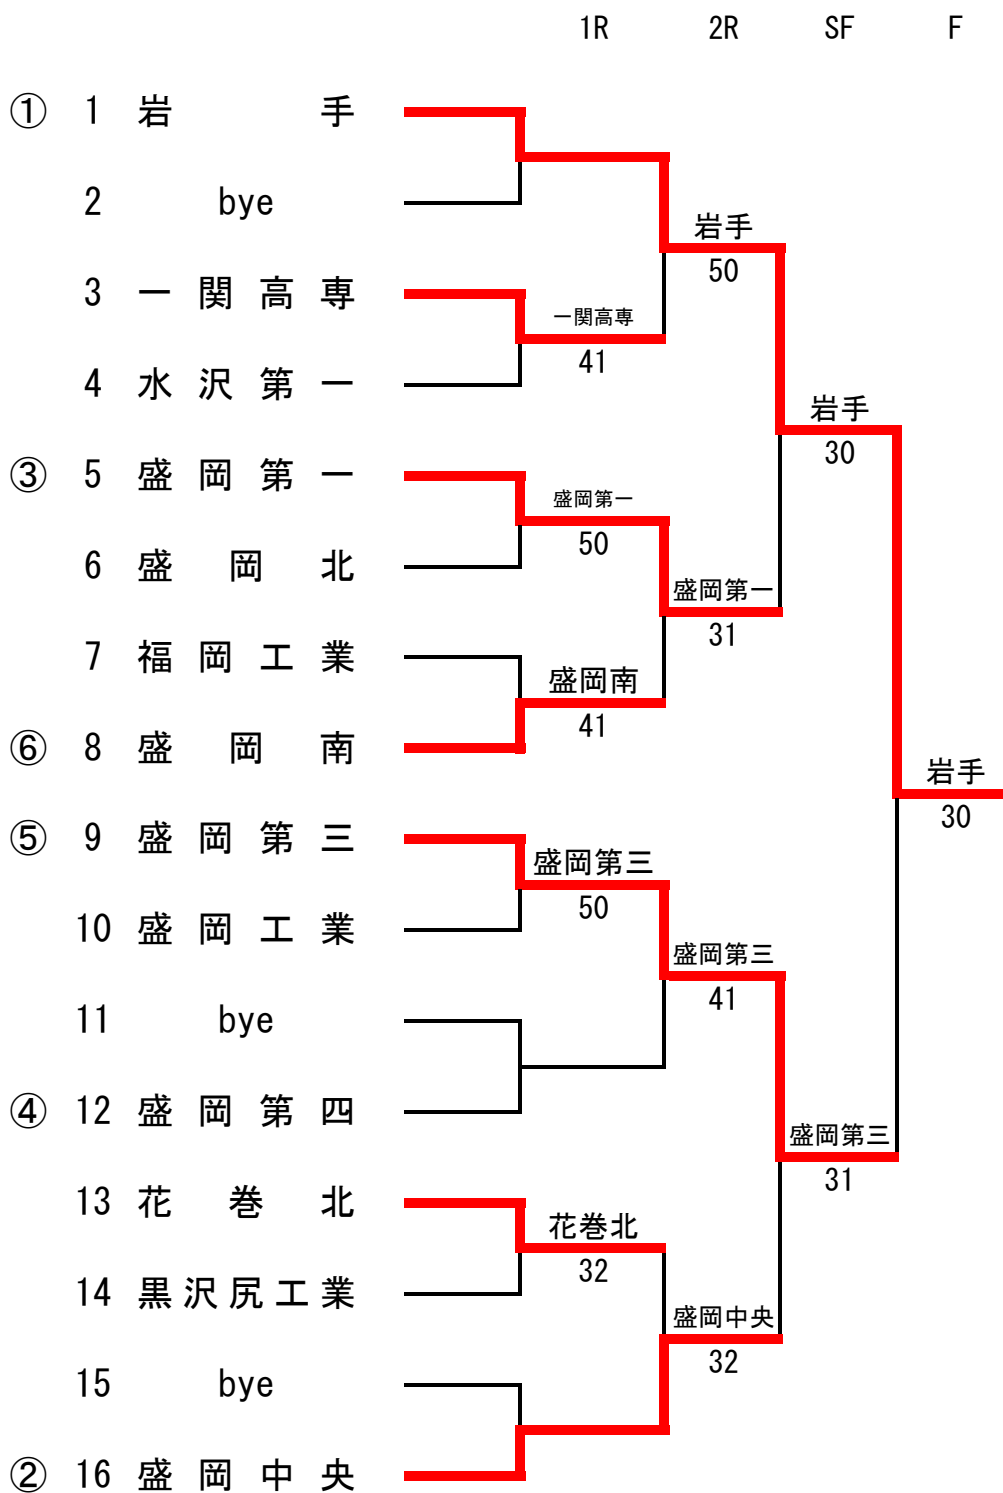 1R 2R SF F
① 1 岩手
2 bye
岩手
50
3 一関高専
一関高専
41
4 水沢第一
岩手
30
③ 5 盛岡第一
盛岡第一
50
6 盛岡北
盛岡第一
31
7 福岡工業
盛岡南
41
⑥ 8 盛岡南
岩手
30
⑤ 9 盛岡第三
盛岡第三
50
10 盛岡工業
盛岡第三
41
11 bye
④ 12 盛岡第四
盛岡第三
31
13 花巻北
花巻北
32
14 黒沢尻工業
盛岡中央
32
15 bye
② 16 盛岡中央